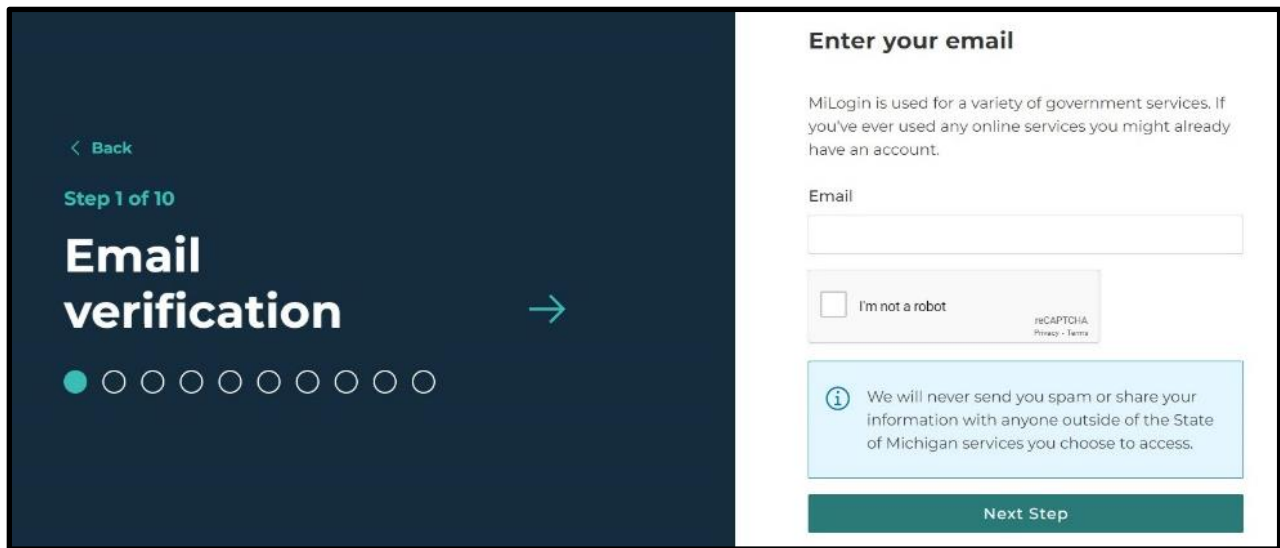 < Back
Step 1 of 10
Email
verification
Enter your email
MiLogin is used for a variety of government services. If
you've ever used any online services you might already
have an account.
Email
I'm not a robot
reCAPTCHA
Privacy - Terms
We will never send you spam or share your
information with anyone outside of the State
of Michigan services you choose to access.
Next Step